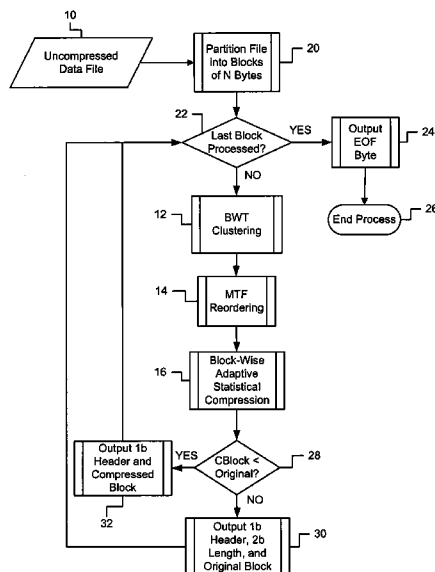 10
Uncompressed
Data File
Partition File
into Blocks
of N Bytes
20
22
Last Block
Processed?
YES
NO
Output
EOF
Byte
24
End Process
26
12
BWT
Clustering
14
MTF
Reordering
16
Block-Wise
Adaptive
Statistical
Compression
CBlock <
Original?
28
YES
NO
Output 1b
Header and
Compressed
Block
32
Output 1b
Header, 2b
Length, and
Original Block
30